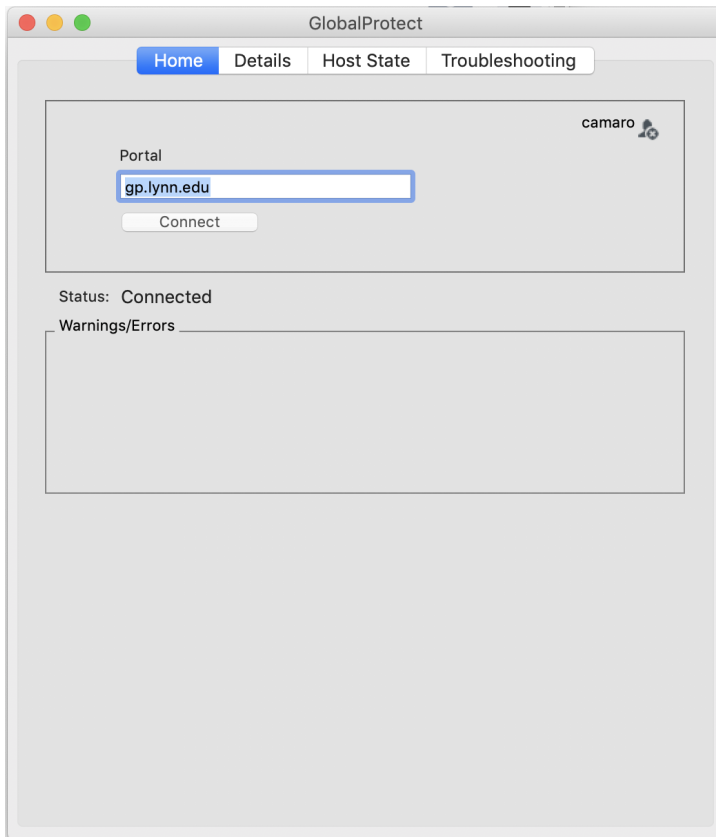 GlobalProtect
Home Details Host State Troubleshooting
camaro
Portal
gp.lynn.edu
Connect
Status: Connected
Warnings/Errors